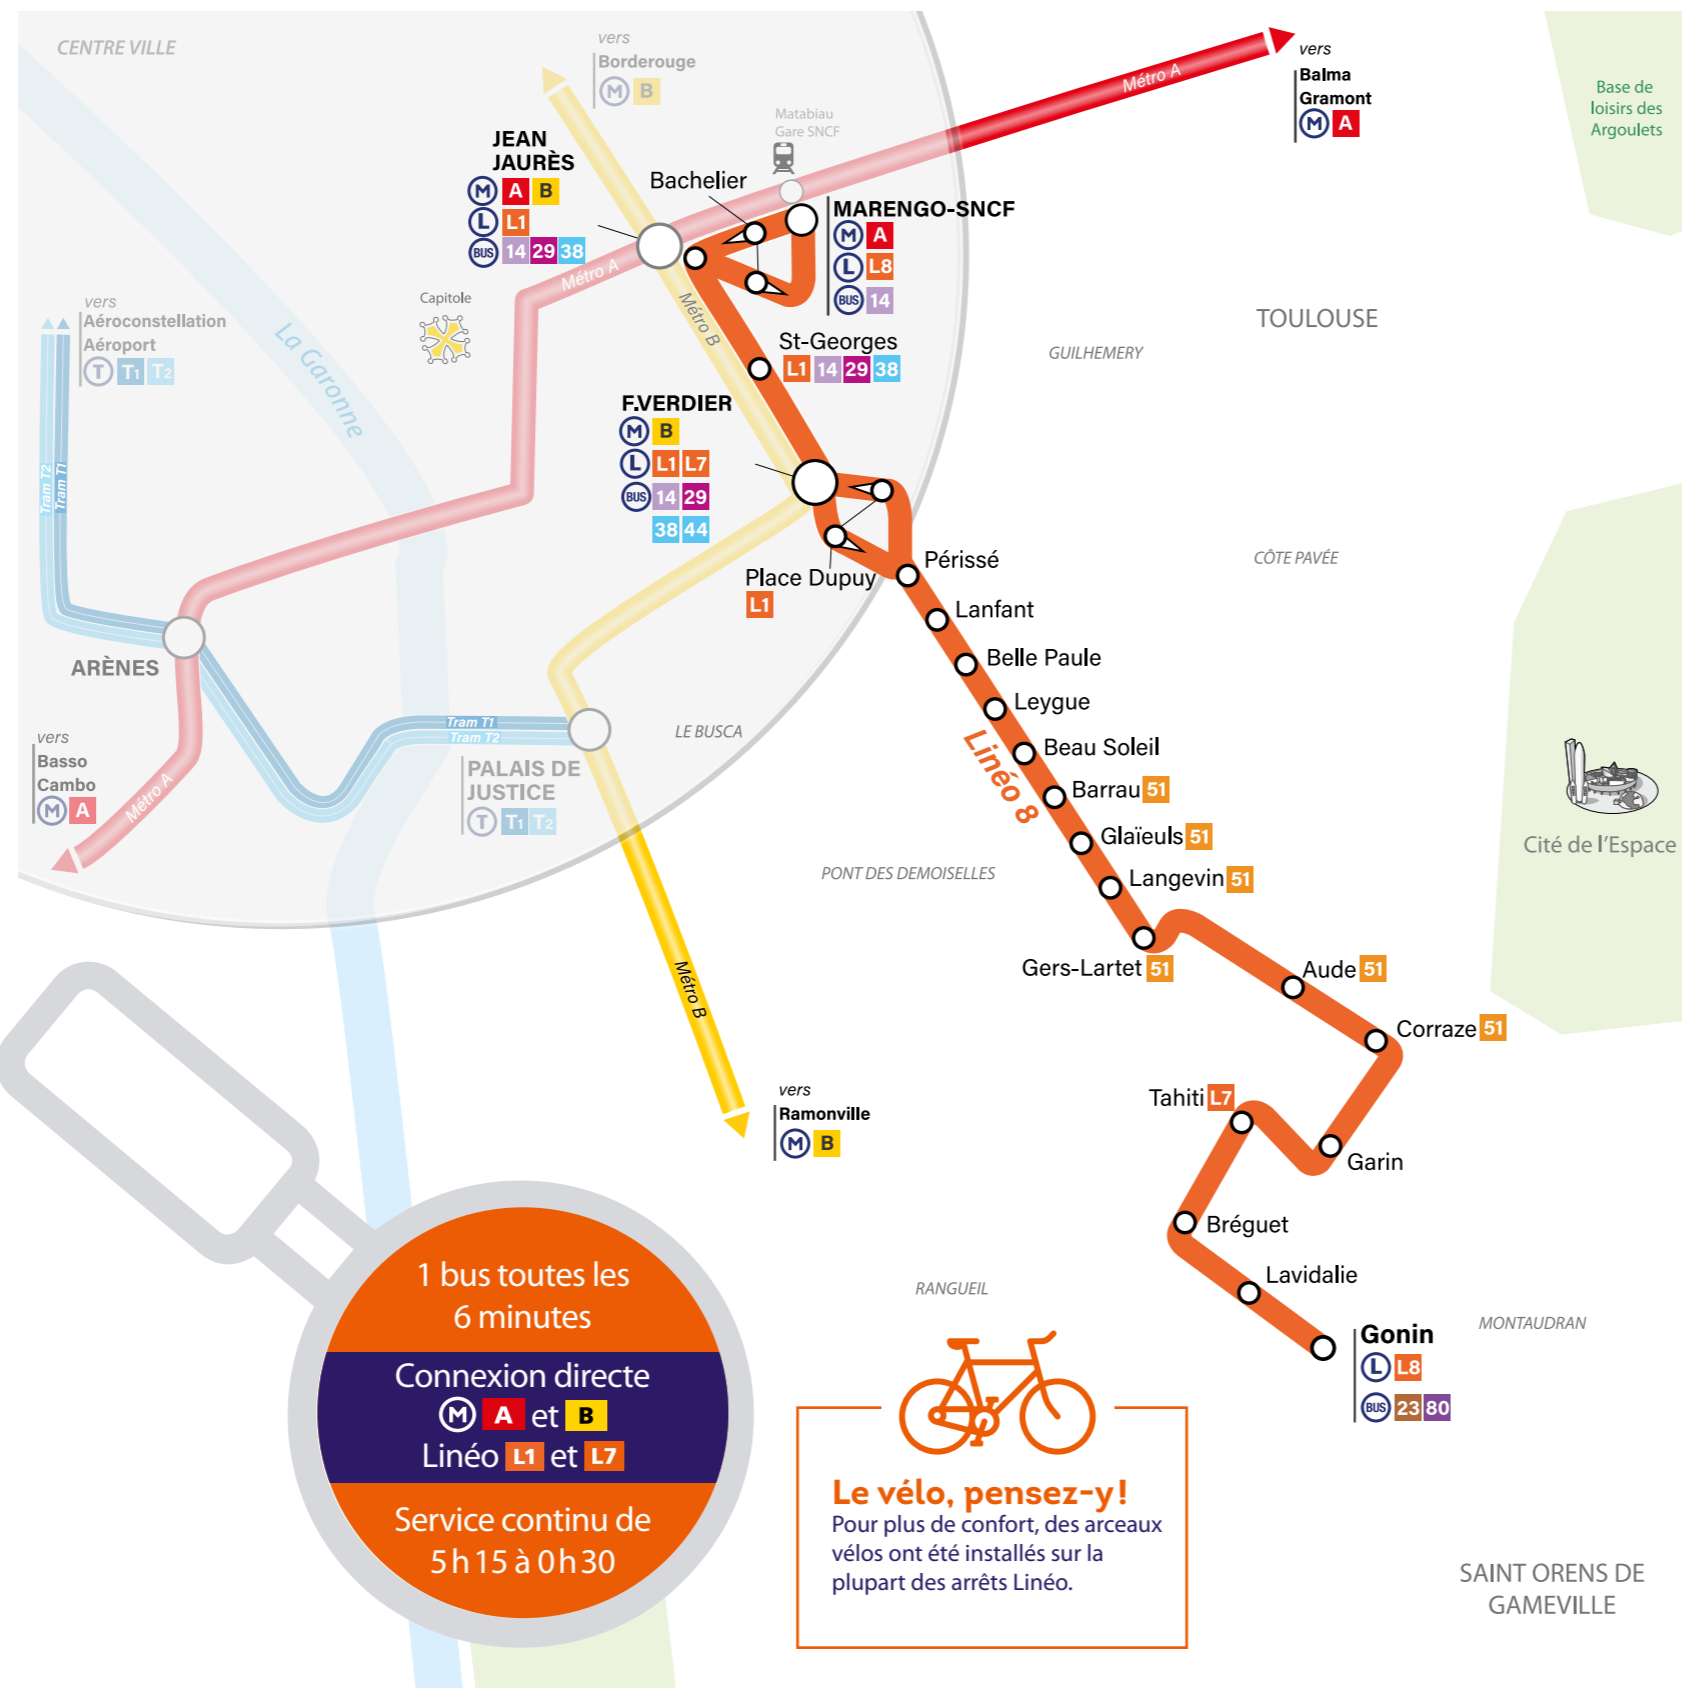 CENTRE VILLE
vers
Borderouge
M B
Matabiau
Gare SNCF
Métro A
vers
Balma
Gramont
M A
Base de
loisirs des
Argoulets
JEAN
JAURÈS
M A B
L L1
BUS 14 29 38
Bachelier
MARENGO-SNCF
M A
L L8
BUS 14
Métro A
Métro B
Capitole
La Garonne
vers
Aéroconstellation
Aéroport
T T1 T2
St-Georges
L1 14 29 38
TOULOUSE
GUILHEMERY
F.VERDIER
M B
L L1 L7
BUS 14 29
38 44
Tram T2
Tram T1
Place Dupuy
L1
Périssé
CÔTE PAVÉE
Lanfant
Belle Paule
Leygue
Beau Soleil
Barrau 51
Glaïeuls 51
Langevin 51
Linéo 8
ARÈNES
LE BUSCA
Tram T1
Tram T2
PALAIS DE
JUSTICE
T T1 T2
vers
Basso
Cambo
M A
Métro A
Cité de l'Espace
PONT DES DEMOISELLES
Gers-Lartet 51
Aude 51
Corraze 51
Métro B
vers
Ramonville
M B
Tahiti L7
Garin
Bréguet
Lavidalie
RANGUEIL
MONTAUDRAN
Gonin
L L8
BUS 23 80
1 bus toutes les
6 minutes
Connexion directe
M A et B
Linéo L1 et L7
Service continu de
5 h 15 à 0 h 30
Le vélo, pensez-y !
Pour plus de confort, des arceaux
vélos ont été installés sur la
plupart des arrêts Linéo.
SAINT ORENS DE
GAMEVILLE